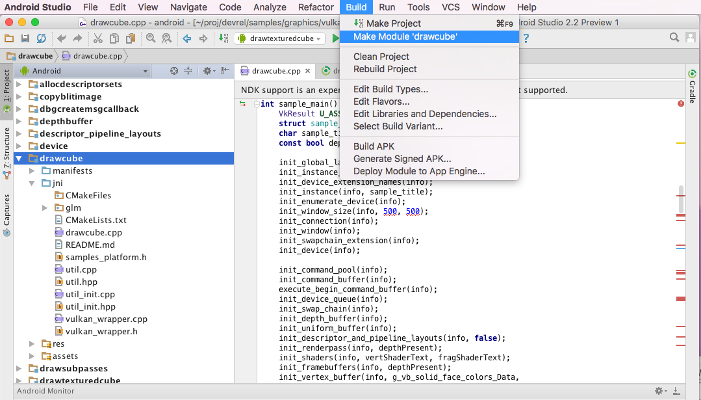 Android Studio File Edit View Navigate Code Analyze Refactor Build Run Tools VCS Window Help
drawcube.cpp - android - [~/proj/devrel/samples/graphics/vulka
Android Studio 2.2 Preview 1
drawtexturedcube
drawcube drawcube.cpp
Android
drawcube.cpp
NDK support is an exper
st supported.
Make Project ⌘F9
Make Module 'drawcube'
Clean Project
Rebuild Project
Edit Build Types...
Edit Flavors...
Edit Libraries and Dependencies...
Select Build Variant...
Build APK
Generate Signed APK...
Deploy Module to App Engine...
1: Project
7: Structure
Captures
Gradle
allocdescriptorsets
copyblitimage
dbgcreatemsgcallback
depthbuffer
descriptor_pipeline_layouts
device
drawcube
manifests
jni
CMakeFiles
glm
CMakeLists.txt
drawcube.cpp
README.md
samples_platform.h
util.cpp
util.hpp
util_init.cpp
util_init.hpp
vulkan_wrapper.cpp
vulkan_wrapper.h
res
assets
drawsubpasses
drawtexturedcube
int sample_main()
VkResult U_ASS
struct sample_
char sample_ti
const bool dep
init_global_la
init_instance_
init_device_extension_names(info);
init_instance(info, sample_title);
init_enumerate_device(info);
init_window_size(info, 500, 500);
init_connection(info);
init_window(info);
init_swapchain_extension(info);
init_device(info);
init_command_pool(info);
init_command_buffer(info);
execute_begin_command_buffer(info);
init_device_queue(info);
init_swap_chain(info);
init_depth_buffer(info);
init_uniform_buffer(info);
init_descriptor_and_pipeline_layouts(info, false);
init_renderpass(info, depthPresent);
init_shaders(info, vertShaderText, fragShaderText);
init_framebuffers(info, depthPresent);
init_vertex_buffer(info, g_vb_solid_face_colors_Data,
Android Monitor